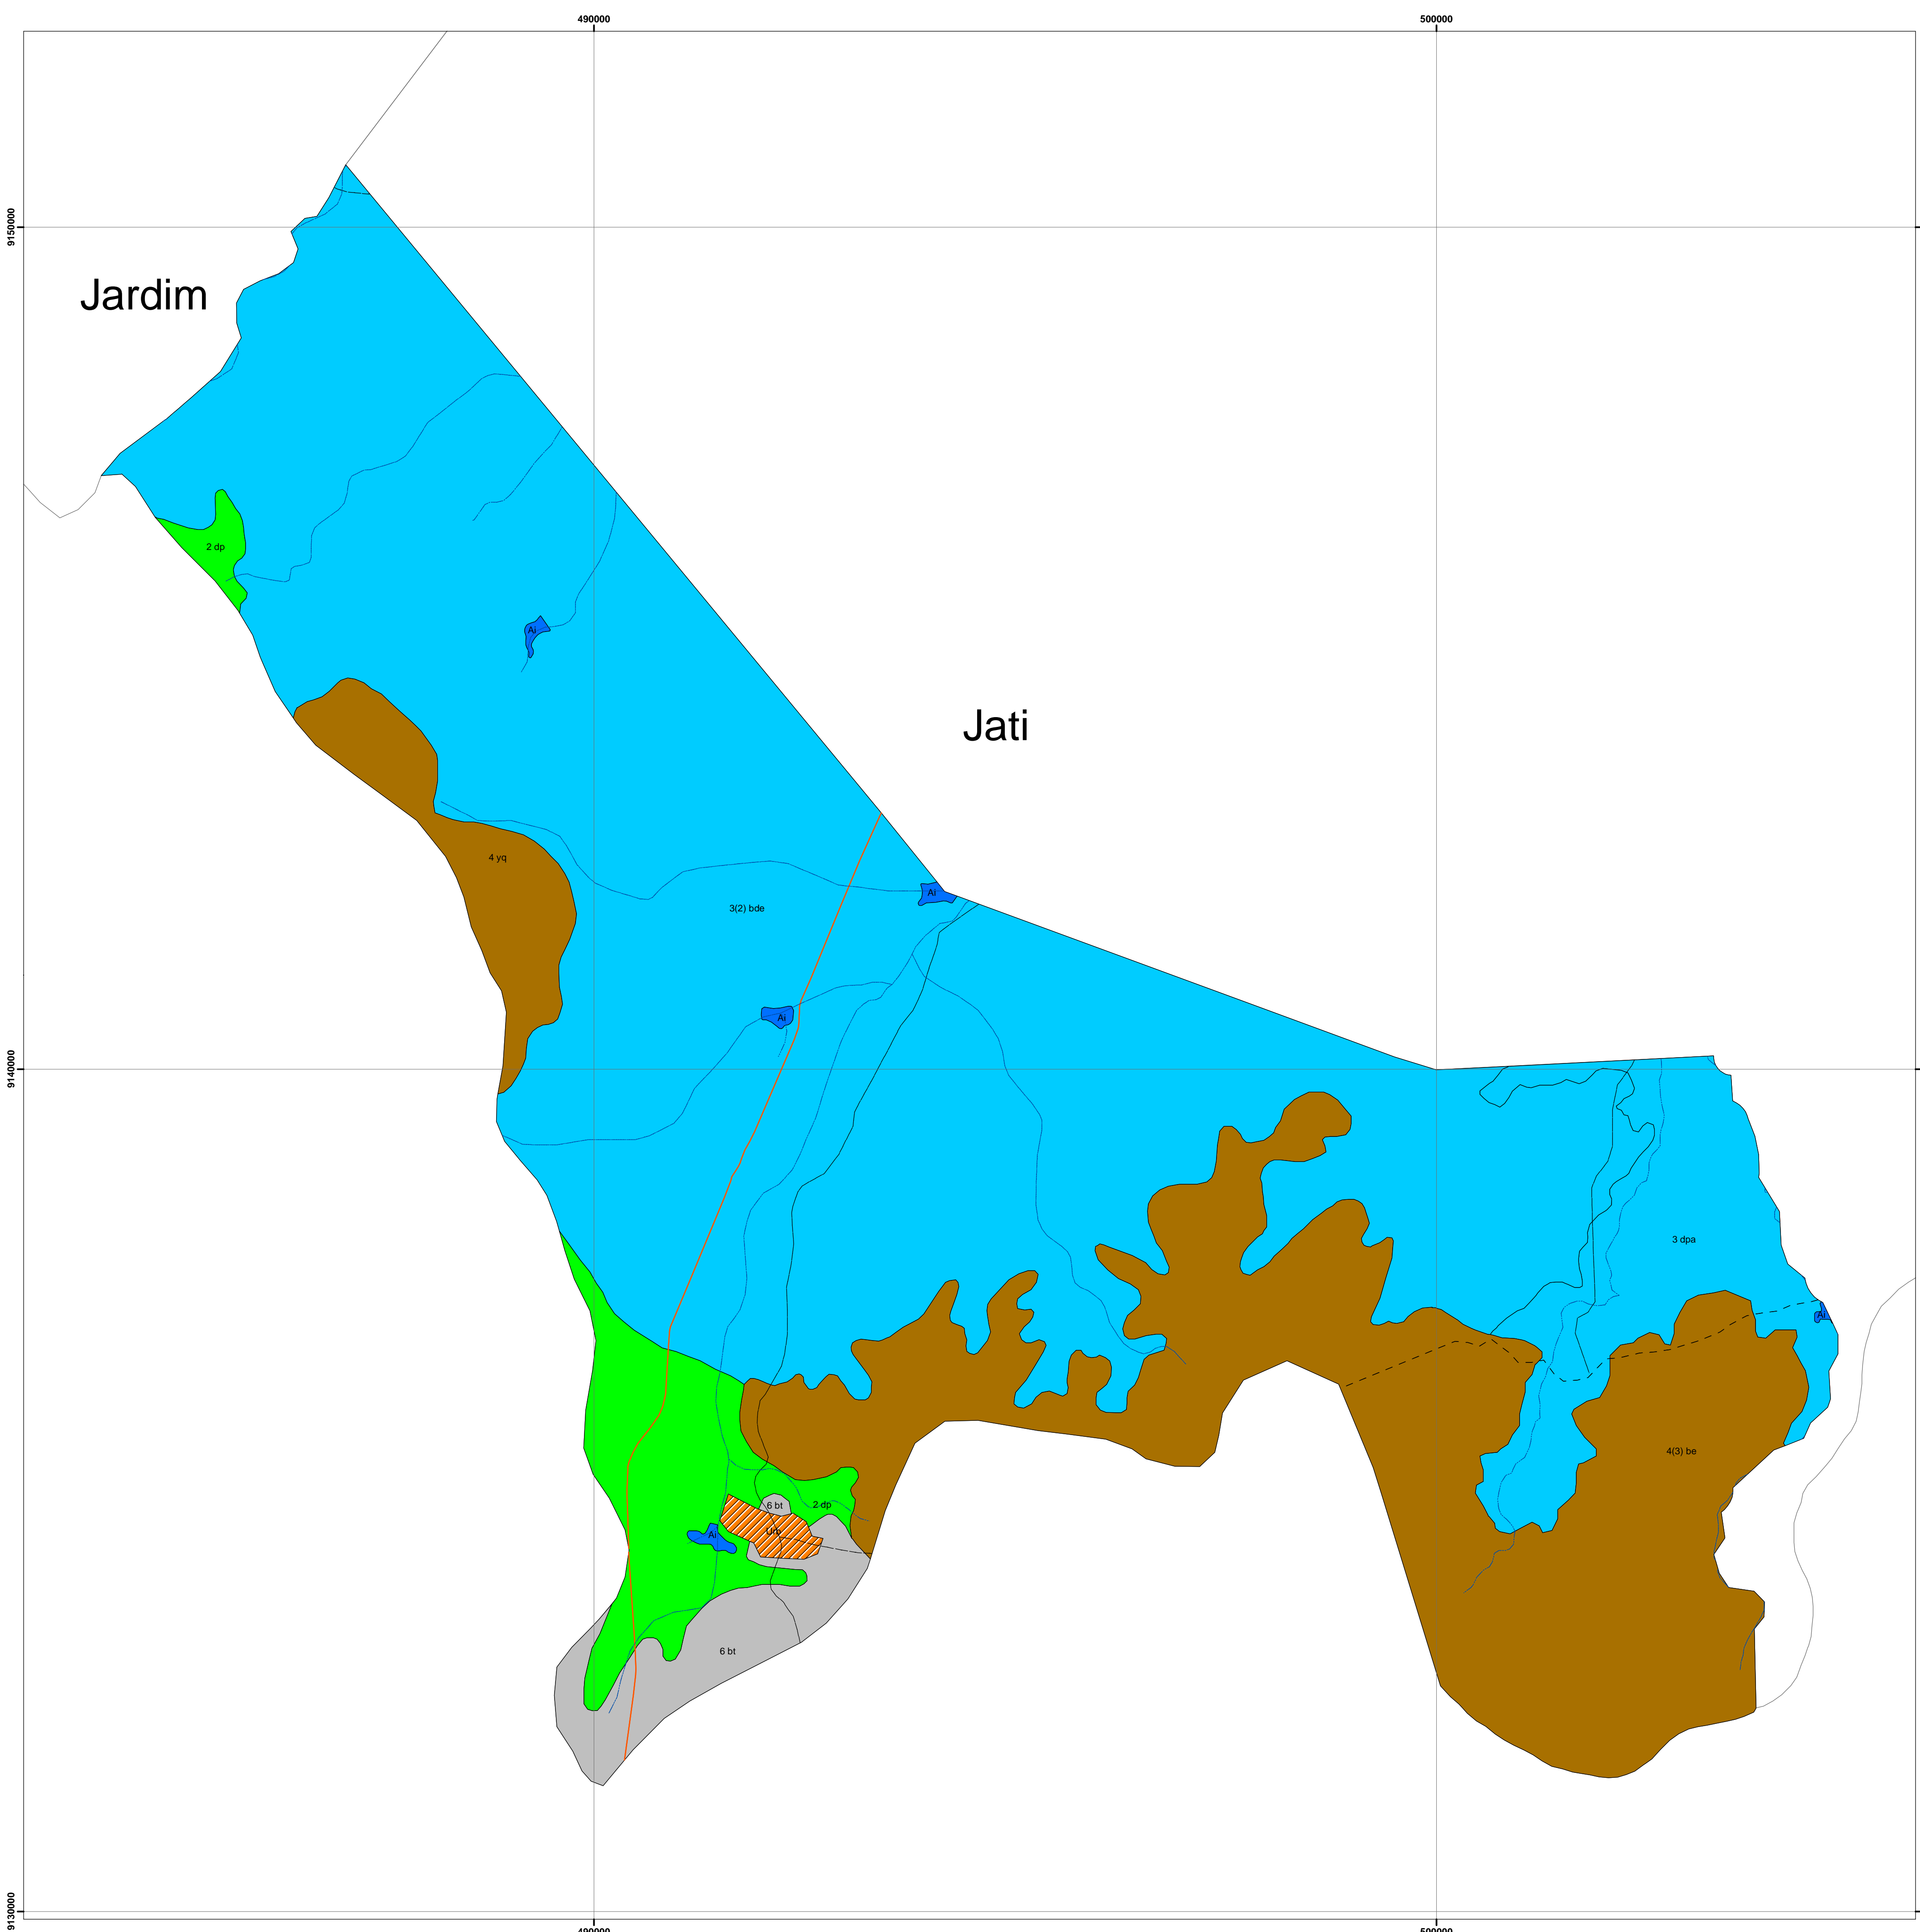 490000
500000
9150000
Jardim
2 dp
Ai
Jati
4 yq
Ai
3(2) bde
Ai
9140000
3 dpa
Ai
4(3) be
6 bt
2 dp
Urb
Ai
6 bt
9130000
490000
500000